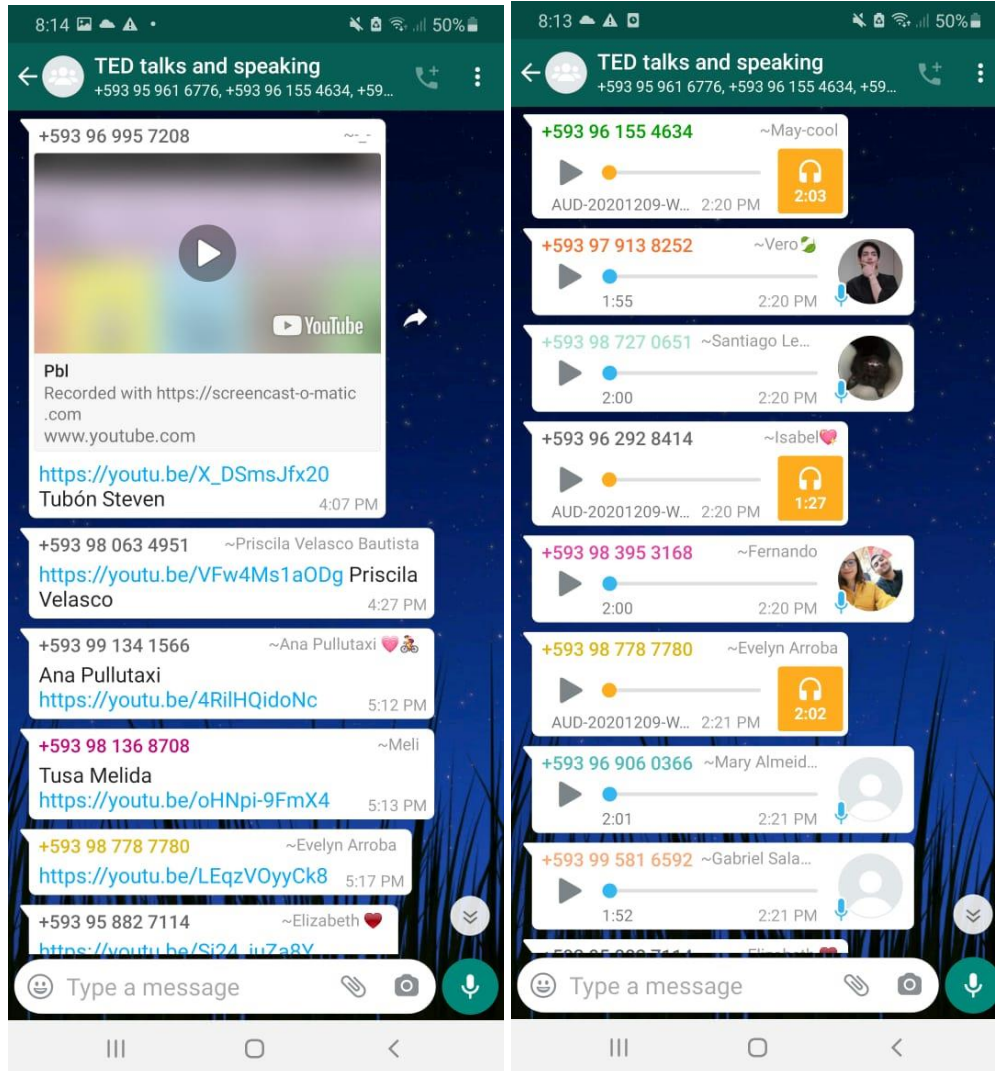 8:14
50%
TED talks and speaking
+593 95 961 6776, +593 96 155 4634, +59...
+593 96 995 7208
~-_-
YouTube
Pbl
Recorded with https://screencast-o-matic
.com
www.youtube.com
https://youtu.be/X_DSmsJfx20
Tubón Steven
4:07 PM
+593 98 063 4951
~Priscila Velasco Bautista
https://youtu.be/VFw4Ms1aODg Priscila
Velasco
4:27 PM
+593 99 134 1566
~Ana Pullutaxi 💗🚴
Ana Pullutaxi
https://youtu.be/4RilHQidoNc
5:12 PM
+593 98 136 8708
~Meli
Tusa Melida
https://youtu.be/oHNpi-9FmX4
5:13 PM
+593 98 778 7780
~Evelyn Arroba
https://youtu.be/LEqzVOyyCk8
5:17 PM
+593 95 882 7114
~Elizabeth ❤
https://youtu.be/Si24_juZa8Y
Type a message
8:13
50%
TED talks and speaking
+593 95 961 6776, +593 96 155 4634, +59...
+593 96 155 4634
~May-cool
2:03
AUD-20201209-W... 2:20 PM
+593 97 913 8252
~Vero
1:55
2:20 PM
+593 98 727 0651
~Santiago Le...
2:00
2:20 PM
+593 96 292 8414
~Isabel💖
1:27
AUD-20201209-W... 2:20 PM
+593 98 395 3168
~Fernando
2:00
2:20 PM
+593 98 778 7780
~Evelyn Arroba
2:02
AUD-20201209-W... 2:21 PM
+593 96 906 0366
~Mary Almeid...
2:01
2:21 PM
+593 99 581 6592
~Gabriel Sala...
1:52
2:21 PM
+593 95 882 7114
~Elizabeth
Type a message